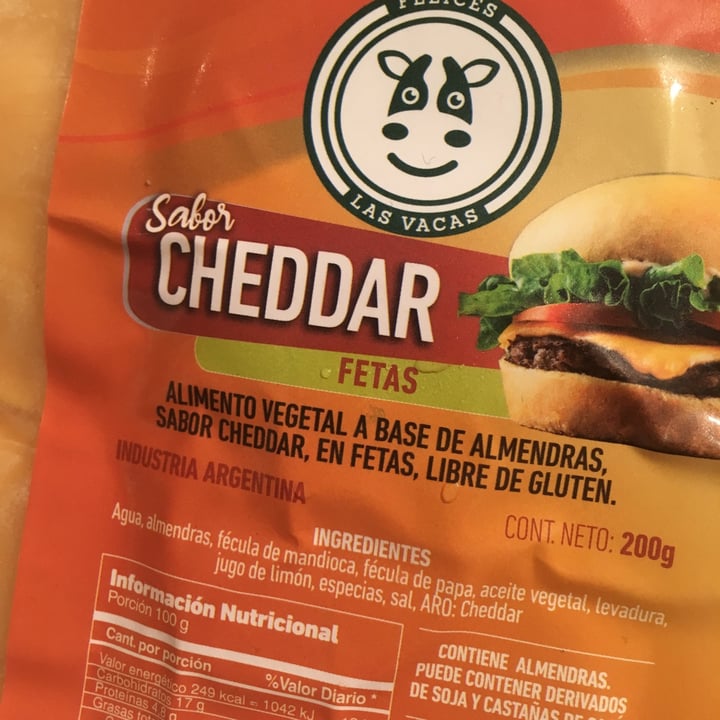 FELICES
LAS VACAS
Sabor
CHEDDAR
FETAS
ALIMENTO VEGETAL A BASE DE ALMENDRAS,
SABOR CHEDDAR, EN FETAS, LIBRE DE GLUTEN.
INDUSTRIA ARGENTINA
CONT. NETO: 200g
INGREDIENTES
Agua, almendras, fécula de mandioca, fécula de papa, aceite vegetal, levadura,
jugo de limón, especias, sal, ARO: Cheddar
Información Nutricional
Porción 100 g
Cant. por porción
%Valor Diario *
Valor energético 249 kcal = 1042 kJ
Carbohidratos 17 g
Proteínas 4,8 g
Grasas
CONTIENE ALMENDRAS.
PUEDE CONTENER DERIVADOS
DE SOJA Y CASTAÑAS DE